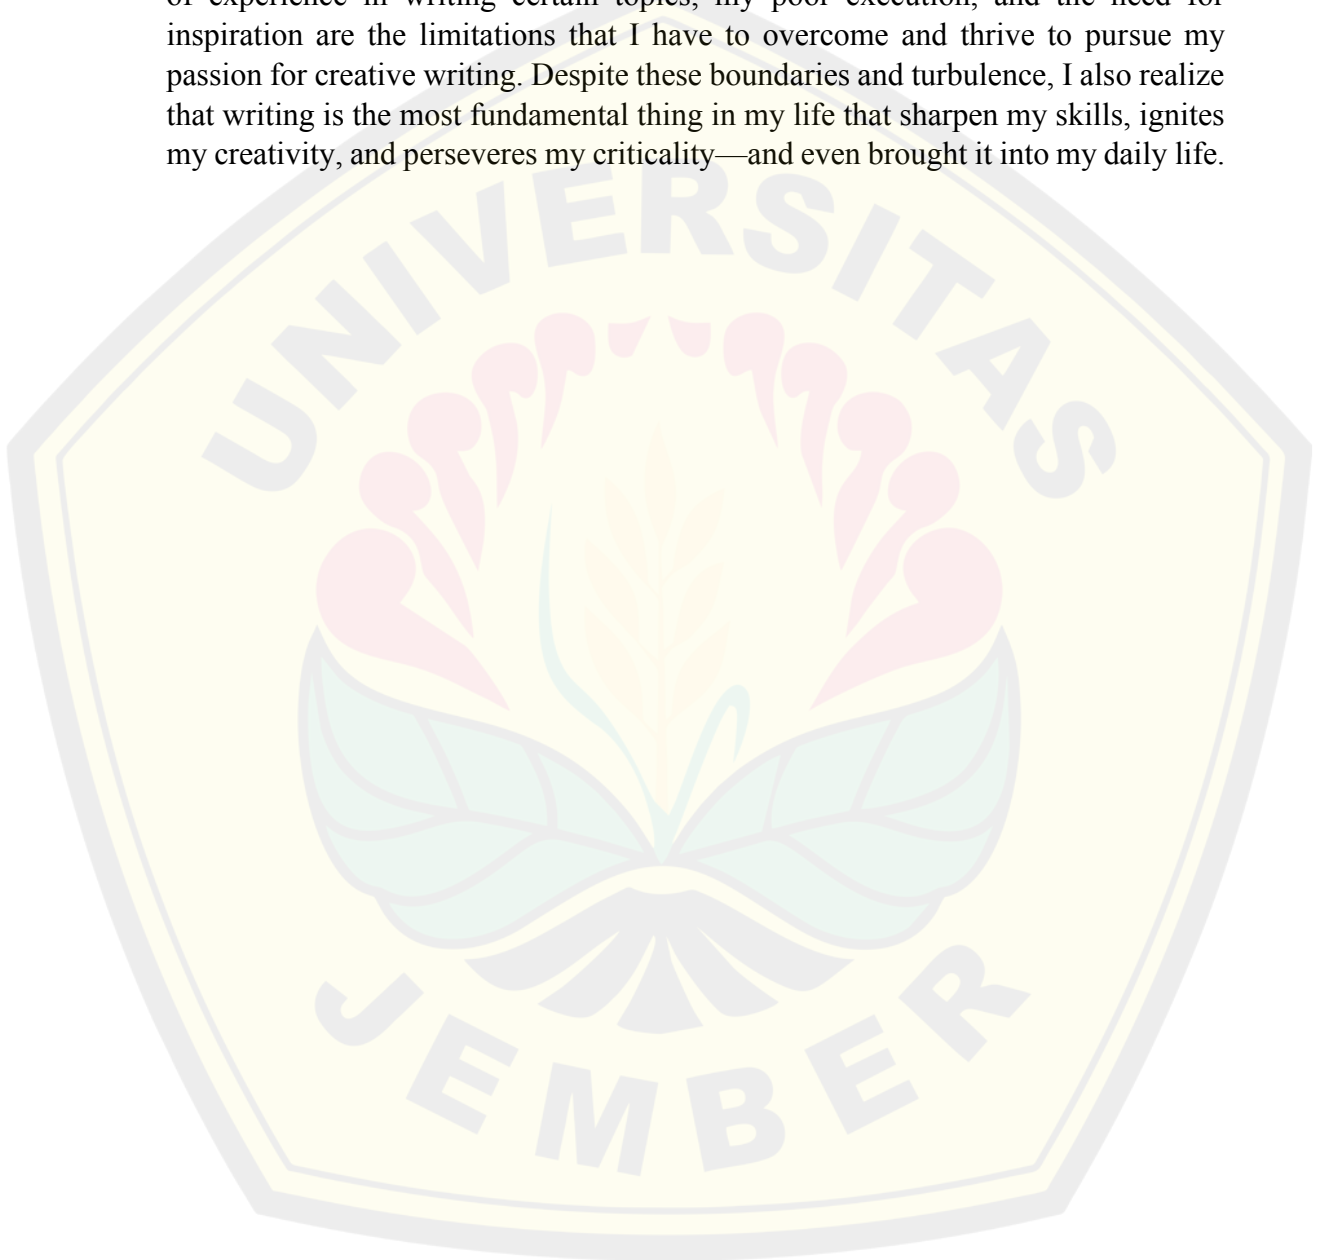 of experience in writing certain topics, my poor execution, and the need for
inspiration are the limitations that I have to overcome and thrive to pursue my
passion for creative writing. Despite these boundaries and turbulence, I also realize
that writing is the most fundamental thing in my life that sharpen my skills, ignites
my creativity, and perseveres my criticality—and even brought it into my daily life.
UNIVERSITAS
JEMBER